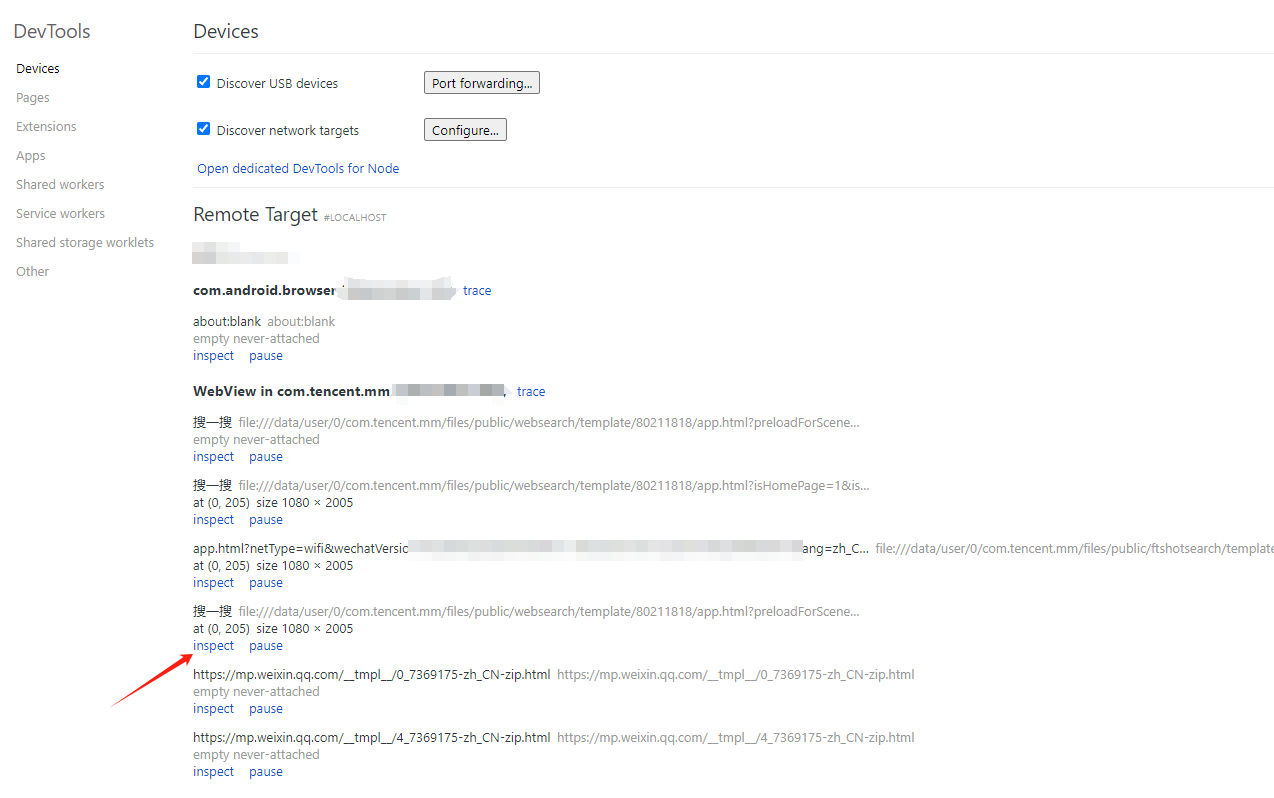 DevTools
Devices
Pages
Extensions
Apps
Shared workers
Service workers
Shared storage worklets
Other
Devices
Discover USB devices Port forwarding...
Discover network targets Configure...
Open dedicated DevTools for Node
Remote Target #LOCALHOST
com.android.browser trace
about:blank about:blank
empty never-attached
inspect pause
WebView in com.tencent.mm trace
搜一搜 file:///data/user/0/com.tencent.mm/files/public/websearch/template/80211818/app.html?preloadForScene...
empty never-attached
inspect pause
搜一搜 file:///data/user/0/com.tencent.mm/files/public/websearch/template/80211818/app.html?isHomePage=1&is...
at (0, 205) size 1080 × 2005
inspect pause
app.html?netType=wifi&wechatVersic ang=zh_C... file:///data/user/0/com.tencent.mm/files/public/ftshotsearch/template
at (0, 205) size 1080 × 2005
inspect pause
搜一搜 file:///data/user/0/com.tencent.mm/files/public/websearch/template/80211818/app.html?preloadForScene...
at (0, 205) size 1080 × 2005
inspect pause
https://mp.weixin.qq.com/__tmpl__/0_7369175-zh_CN-zip.html https://mp.weixin.qq.com/__tmpl__/0_7369175-zh_CN-zip.html
empty never-attached
inspect pause
https://mp.weixin.qq.com/__tmpl__/4_7369175-zh_CN-zip.html https://mp.weixin.qq.com/__tmpl__/4_7369175-zh_CN-zip.html
empty never-attached
inspect pause